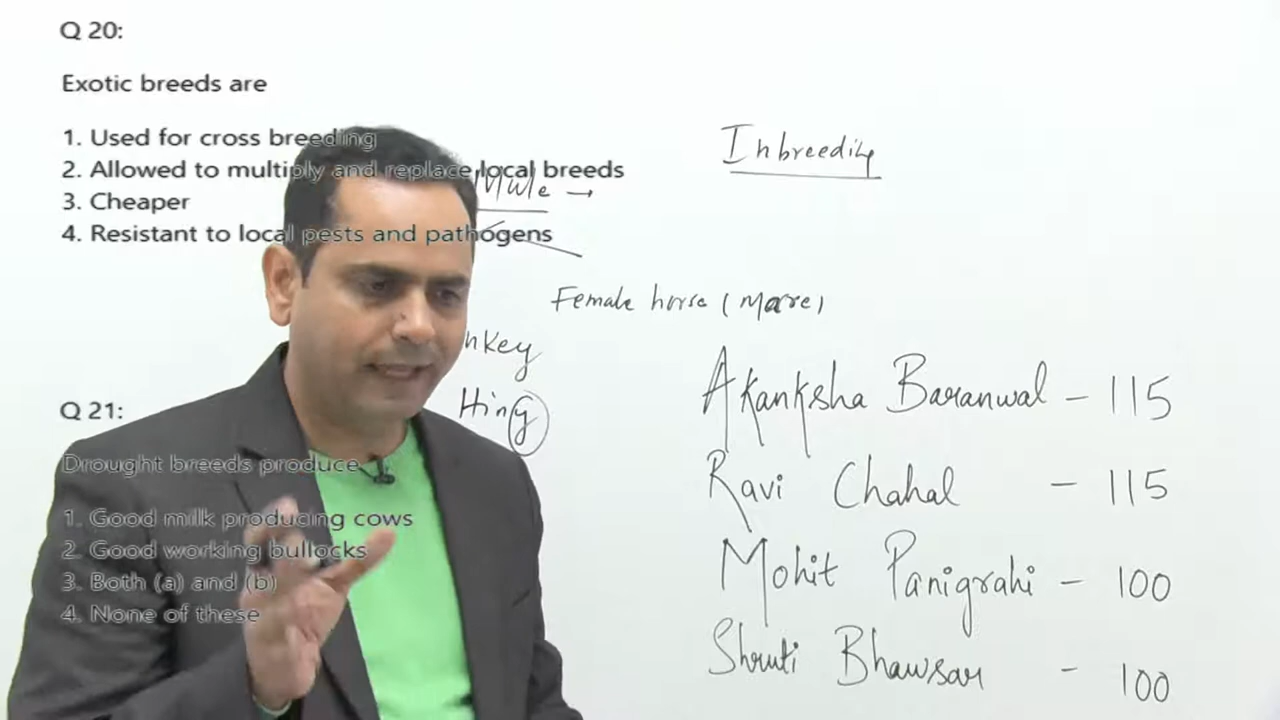 Q 20:
Exotic breeds are
1. Used for cross breeding
2. Allowed to multiply and replace local breeds
3. Cheaper
4. Resistant to local pests and pathogens
Q 21:
Drought breeds produce
1. Good milk producing cows
2. Good working bullocks
3. Both (a) and (b)
4. None of these
Inbreeding
Mule →
Female horse (Mare)
nkey
Hing
Akanksha Baranwal - 115
Ravi Chahal - 115
Mohit Panigrahi - 100
Shruti Bhawsar - 100